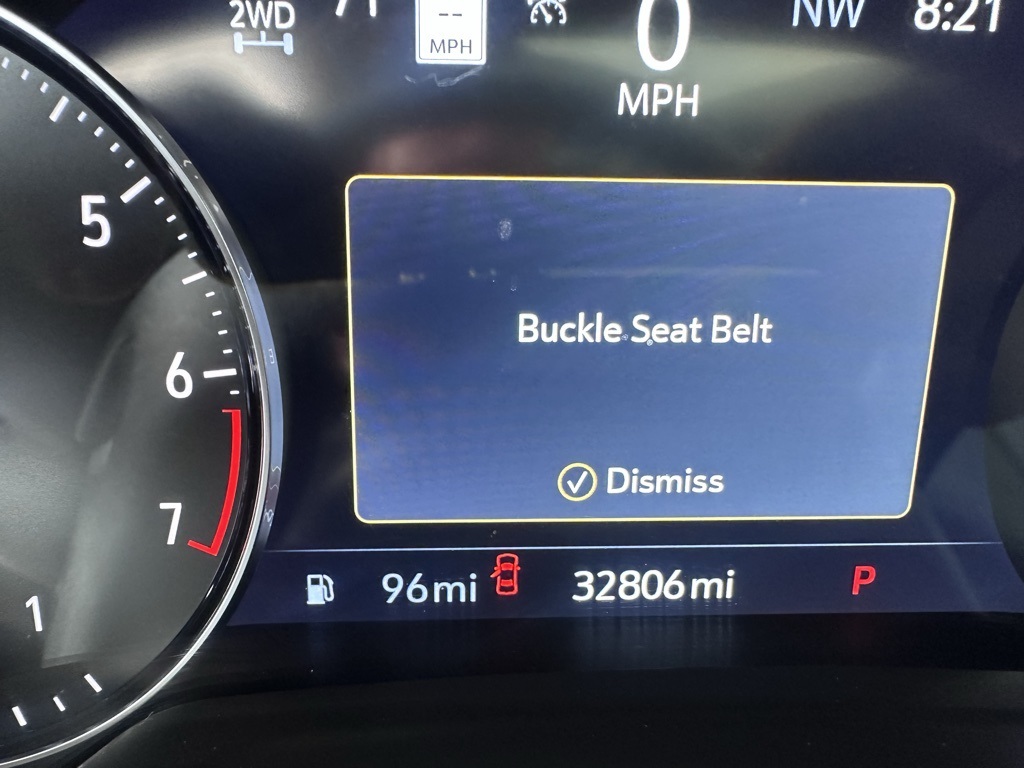 2WD
--
MPH
0
MPH
NW
8:21
5
6
7
1
Buckle Seat Belt
Dismiss
96mi
32806mi
P